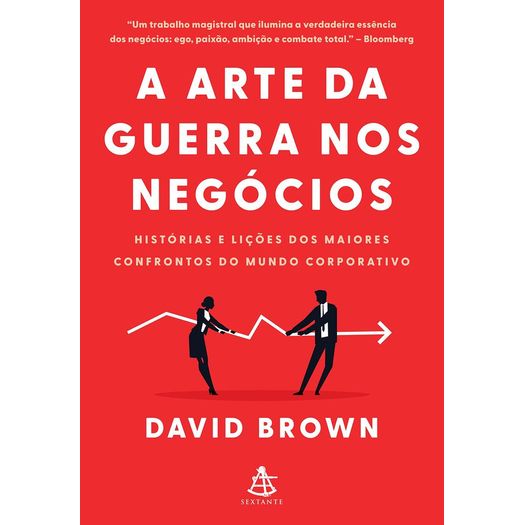 “Um trabalho magistral que ilumina a verdadeira essência
dos negócios: ego, paixão, ambição e combate total.” – Bloomberg
A ARTE DA
GUERRA NOS
NEGÓCIOS
HISTÓRIAS E LIÇÕES DOS MAIORES
CONFRONTOS DO MUNDO CORPORATIVO
DAVID BROWN
SEXTANTE